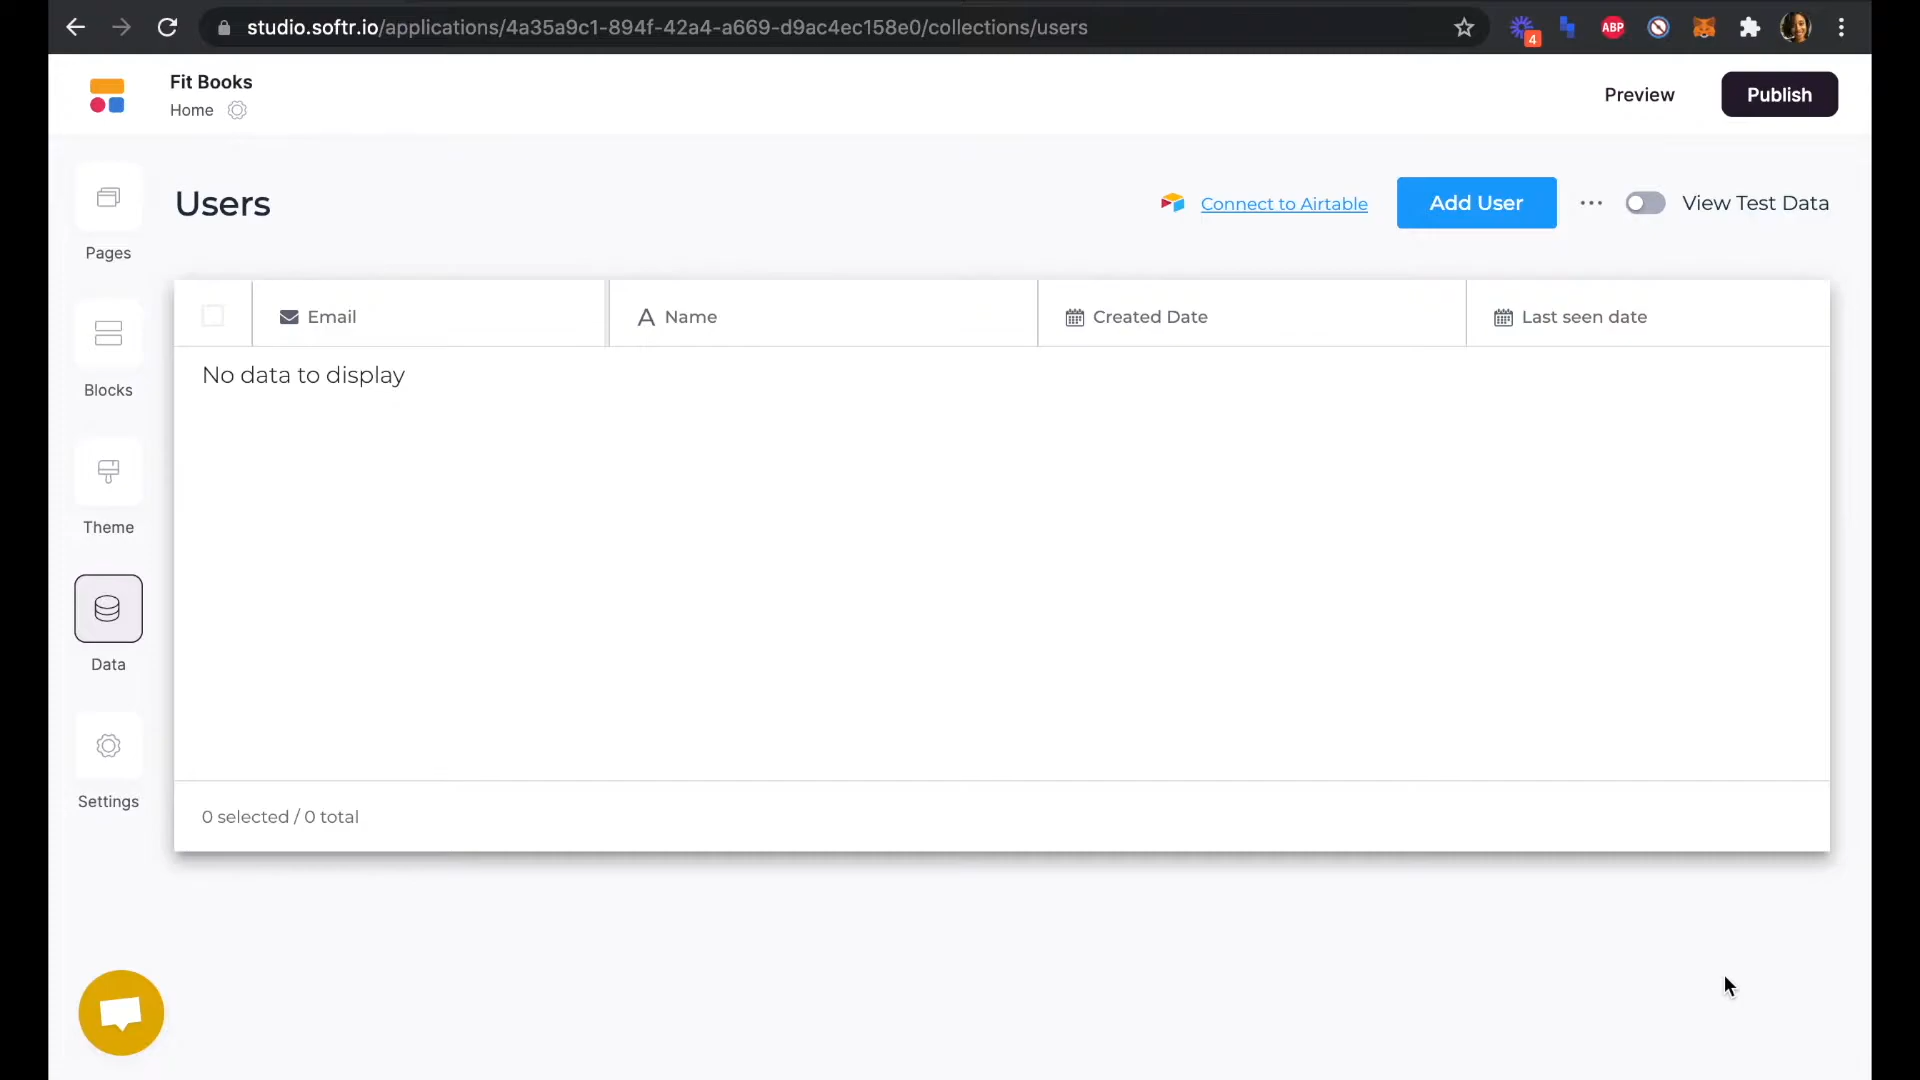 studio.softr.io/applications/4a35a9c1-894f-42a4-a669-d9ac4ec158e0/collections/users
ABP
4
Fit Books
Home
Preview
Publish
Users
Connect to Airtable
Add User
View Test Data
Pages
Blocks
Theme
Data
Settings
Email
Name
Created Date
Last seen date
No data to display
0 selected / 0 total